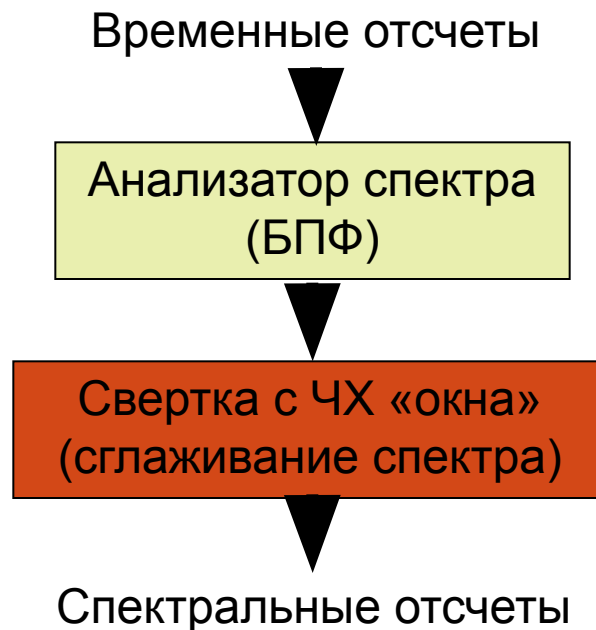 Временные отсчеты
Анализатор спектра
(БПФ)
Свертка с ЧХ «окна»
(сглаживание спектра)
Спектральные отсчеты